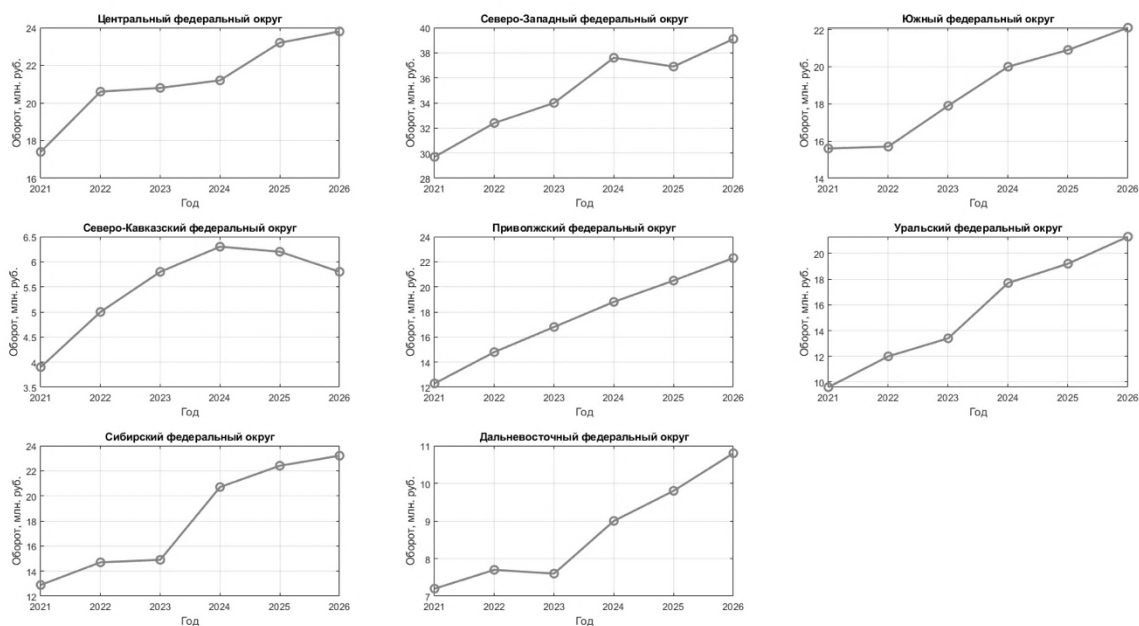 Центральный федеральный округ
24
22
20
18
16
Оборот, млн. руб.
2021 2022 2023 2024 2025 2026
Год
Северо-Западный федеральный округ
40
38
36
34
32
30
28
Оборот, млн. руб.
2021 2022 2023 2024 2025 2026
Год
Южный федеральный округ
22
20
18
16
14
Оборот, млн. руб.
2021 2022 2023 2024 2025 2026
Год
Северо-Кавказский федеральный округ
6.5
6
5.5
5
4.5
4
3.5
Оборот, млн. руб.
2021 2022 2023 2024 2025 2026
Год
Приволжский федеральный округ
24
22
20
18
16
14
12
Оборот, млн. руб.
2021 2022 2023 2024 2025 2026
Год
Уральский федеральный округ
20
18
16
14
12
10
Оборот, млн. руб.
2021 2022 2023 2024 2025 2026
Год
Сибирский федеральный округ
24
22
20
18
16
14
12
Оборот, млн. руб.
2021 2022 2023 2024 2025 2026
Год
Дальневосточный федеральный округ
11
10
9
8
7
Оборот, млн. руб.
2021 2022 2023 2024 2025 2026
Год